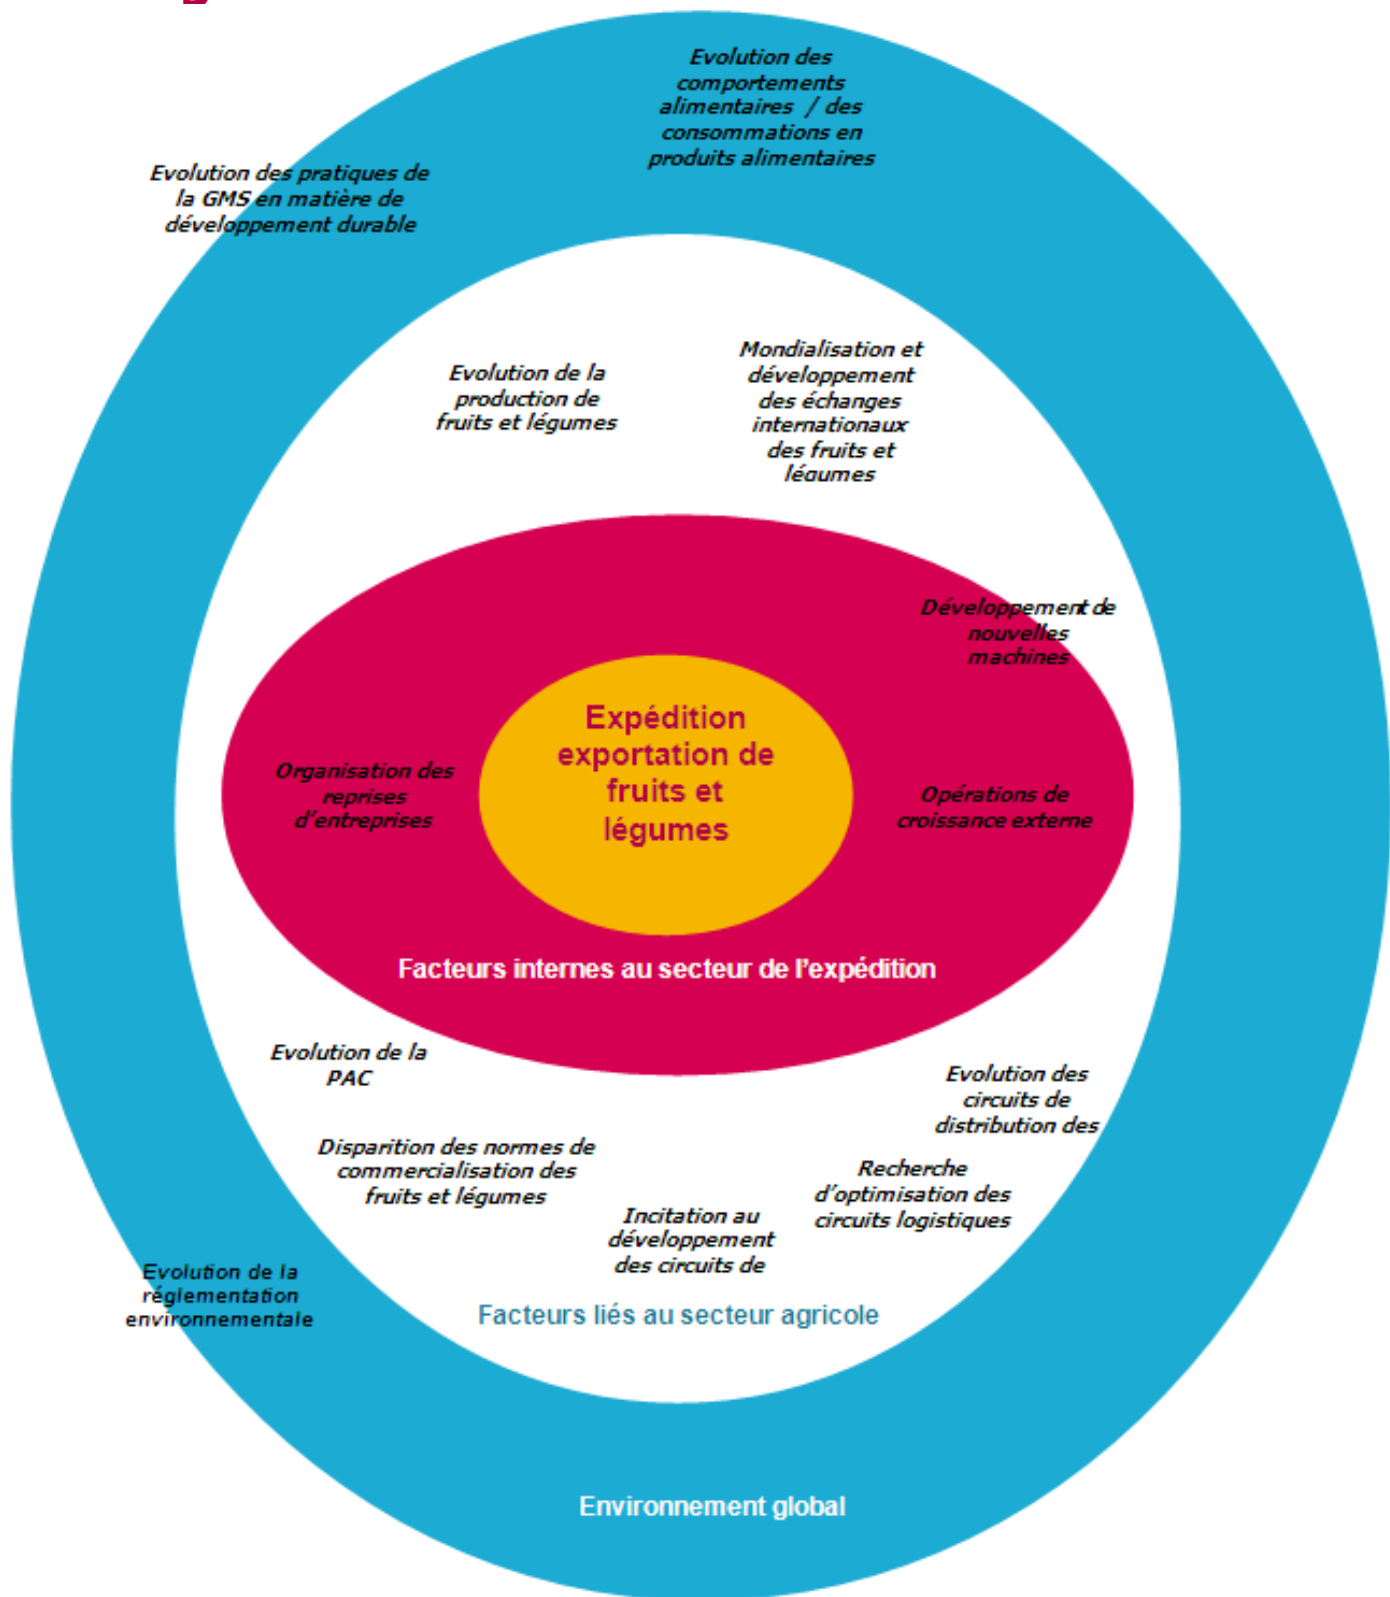 Evolution des
comportements
alimentaires / des
consommations en
produits alimentaires
Evolution des pratiques de
la GMS en matière de
développement durable
Mondialisation et
développement
des échanges
internationaux
des fruits et
légumes
Evolution de la
production de
fruits et légumes
Développement de
nouvelles
machines
Expédition
exportation de
fruits et
légumes
Organisation des
reprises
d'entreprises
Opérations de
croissance externe
Facteurs internes au secteur de l'expédition
Evolution de la
PAC
Evolution des
circuits de
distribution des
Disparition des normes de
commercialisation des
fruits et légumes
Recherche
d'optimisation des
circuits logistiques
Incitation au
développement
des circuits de
Evolution de la
réglementation
environnementale
Facteurs liés au secteur agricole
Environnement global